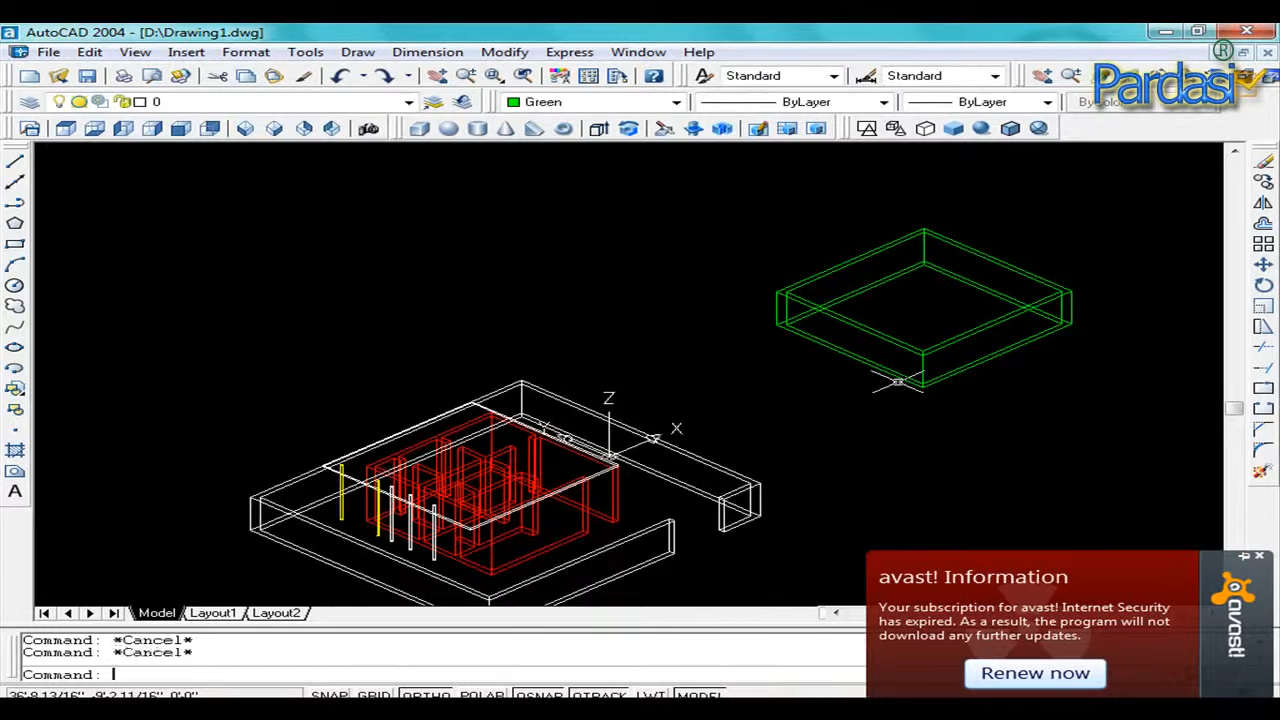 AutoCAD 2004 - [D:\Drawing1.dwg]
File Edit View Insert Format Tools Draw Dimension Modify Express Window Help
®
Pardasi
A Standard Standard
0 Green ByLayer ByLayer
Z
X
A
avast! Information
Your subscription for avast! Internet Security
has expired. As a result, the program will not
download any further updates.
Renew now
avast!
Model Layout1 Layout2
Command: *Cancel*
Command: *Cancel*
Command:
SNAP GRID ORTHO POLAR OSNAP OTRACK LWT MODEL